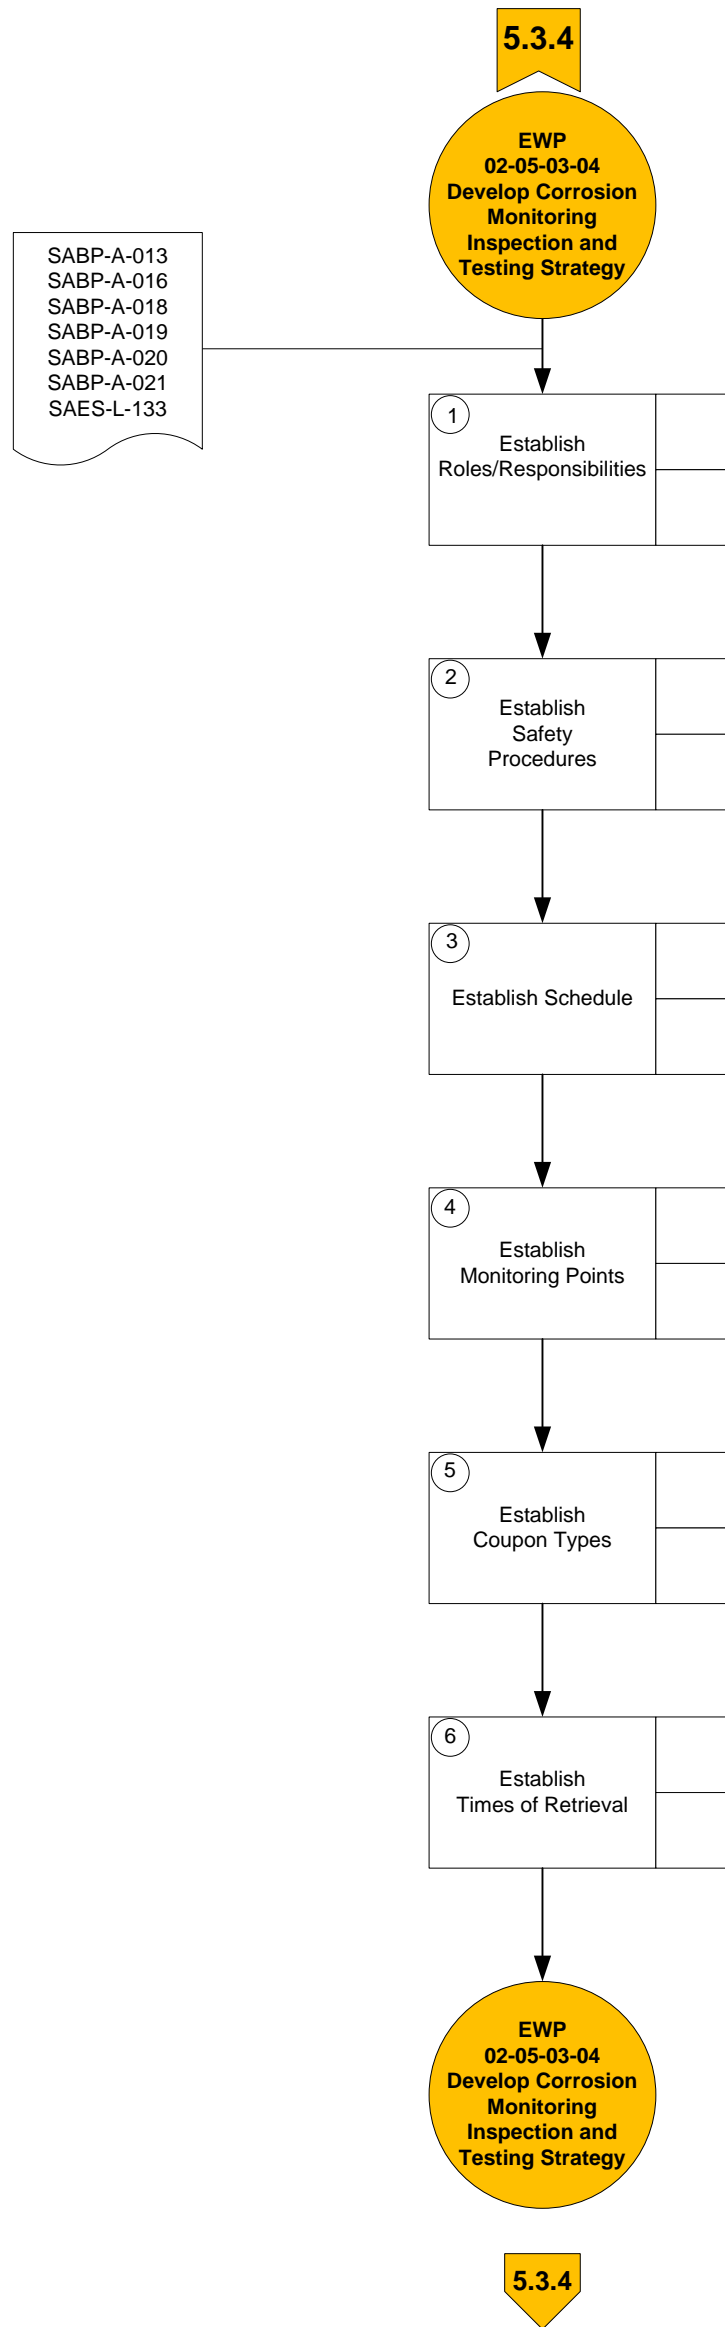 5.3.4
EWP
02-05-03-04
Develop Corrosion
Monitoring
Inspection and
Testing Strategy
SABP-A-013
SABP-A-016
SABP-A-018
SABP-A-019
SABP-A-020
SABP-A-021
SAES-L-133
1
Establish
Roles/Responsibilities
2
Establish
Safety
Procedures
3
Establish Schedule
4
Establish
Monitoring Points
5
Establish
Coupon Types
6
Establish
Times of Retrieval
EWP
02-05-03-04
Develop Corrosion
Monitoring
Inspection and
Testing Strategy
5.3.4